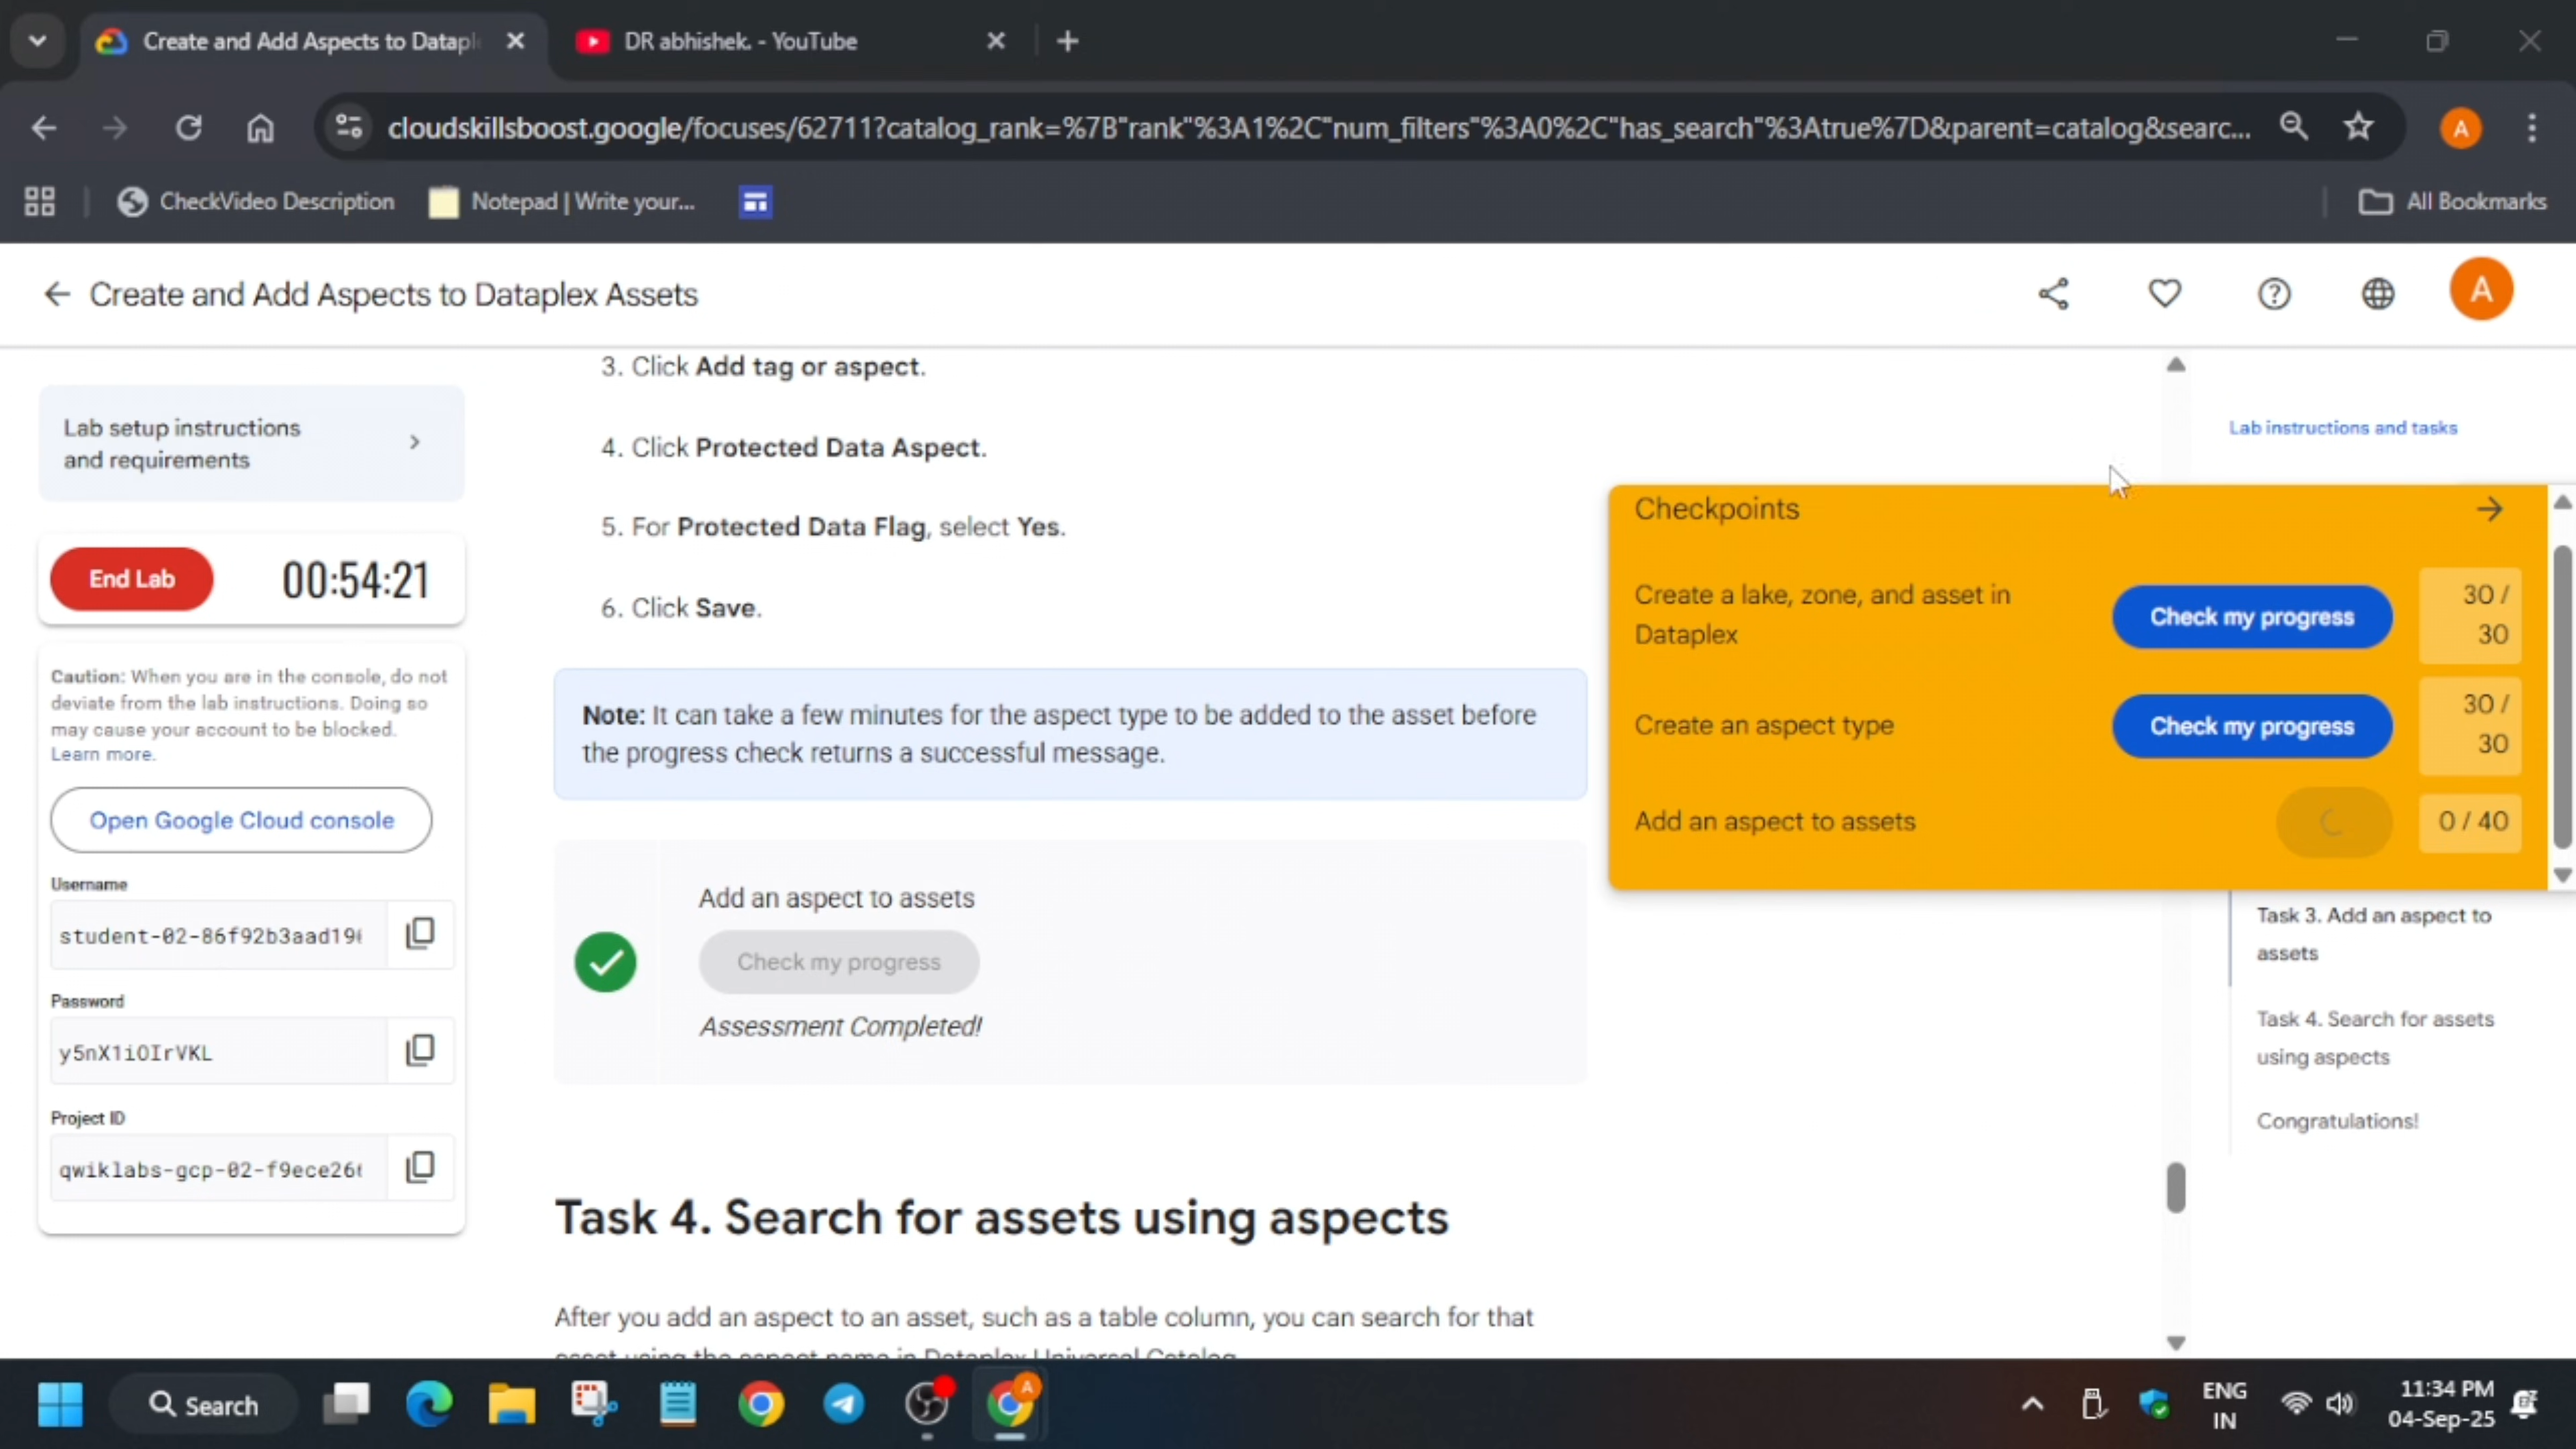 Create and Add Aspects to Datapl
DR abhishek. - YouTube
cloudskillsboost.google/focuses/62711?catalog_rank=%7B"rank"%3A1%2C"num_filters"%3A0%2C"has_search"%3Atrue%7D&parent=catalog&searc...
A
CheckVideo Description
Notepad | Write your...
All Bookmarks
Create and Add Aspects to Dataplex Assets
A
Lab setup instructions
and requirements
End Lab
00:54:21
Caution: When you are in the console, do not
deviate from the lab instructions. Doing so
may cause your account to be blocked.
Learn more.
Open Google Cloud console
Username
student-02-86f92b3aad19
Password
y5nX1iOIrVKL
Project ID
qwiklabs-gcp-02-f9ece26
3. Click Add tag or aspect.
4. Click Protected Data Aspect.
5. For Protected Data Flag, select Yes.
6. Click Save.
Note: It can take a few minutes for the aspect type to be added to the asset before
the progress check returns a successful message.
Add an aspect to assets
Check my progress
Assessment Completed!
Task 4. Search for assets using aspects
After you add an aspect to an asset, such as a table column, you can search for that
asset using the aspect name in Dataplex Universal Catalog.
Lab instructions and tasks
Checkpoints
Create a lake, zone, and asset in
Dataplex
Check my progress
30 /
30
Create an aspect type
Check my progress
30 /
30
Add an aspect to assets
0 / 40
Task 3. Add an aspect to
assets
Task 4. Search for assets
using aspects
Congratulations!
Search
A
ENG
IN
11:34 PM
04-Sep-25